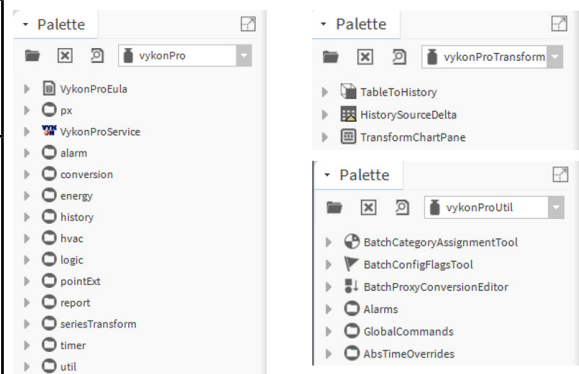 Palette
vykonPro
VykonProEula
px
VykonProService
alarm
conversion
energy
history
hvac
logic
pointExt
report
seriesTransform
timer
util
Palette
vykonProTransform
TableToHistory
HistorySourceDelta
TransformChartPane
Palette
vykonProUtil
BatchCategoryAssignmentTool
BatchConfigFlagsTool
BatchProxyConversionEditor
Alarms
GlobalCommands
AbsTimeOverrides